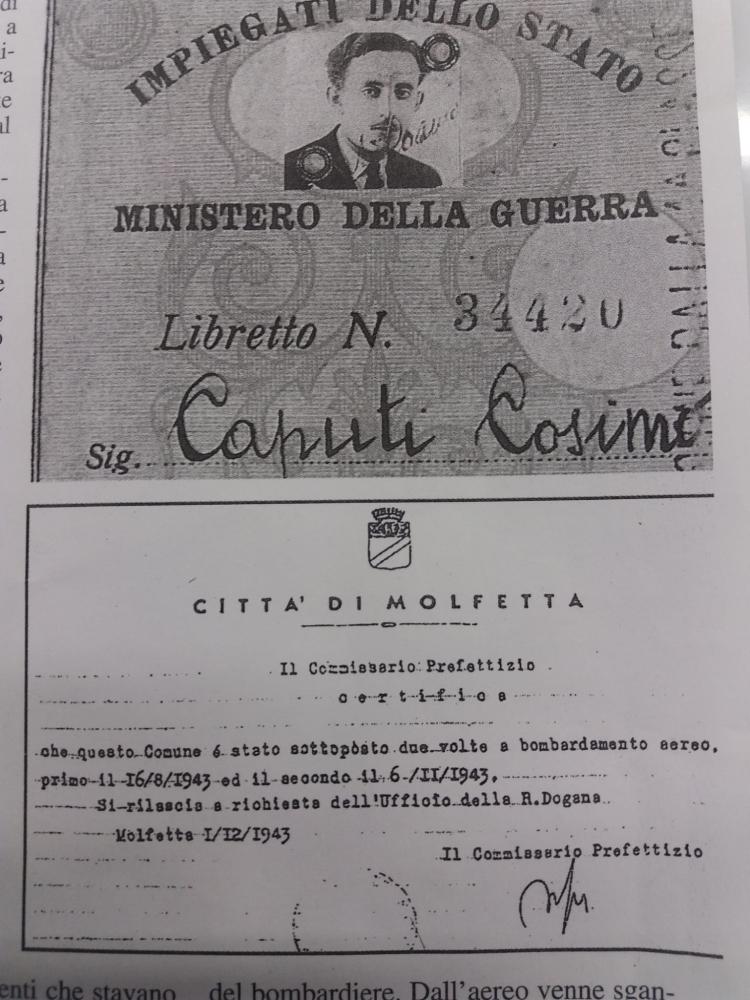 di
a
IMPIEGATI DELLO STATO
MINISTERO DELLA GUERRA
Libretto N. 34420
Sig. Caputi Cosimo
CITTA' DI MOLFETTA
Il Commissario Prefettizio
certifica
che questo Comune é stato sottoposto due volte a bombardamento aereo,
primo il 16/8/1943 ed il secondo il 6/II/1943.
Si rilascia a richiesta dell'Ufficio della R.Dogana.
Molfetta I/I2/1943
Il Commissario Prefettizio
enti che stavano
del bombardiere. Dall'aereo venne sgan-